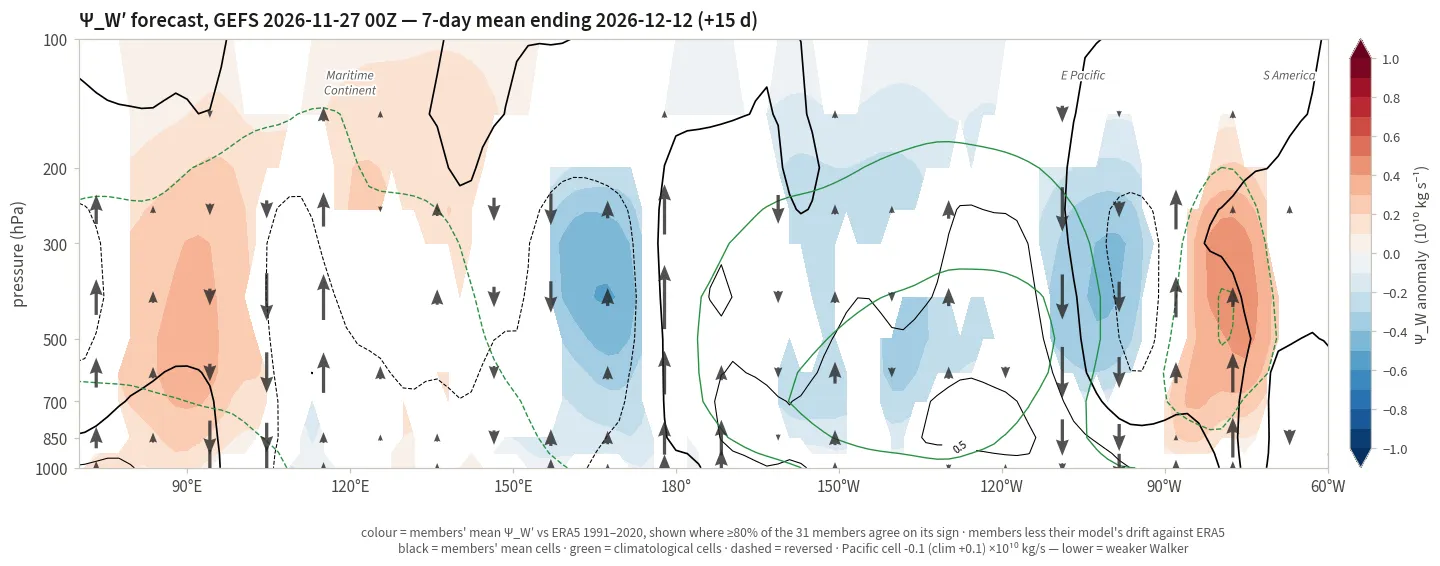 Ψ_W′ forecast, GEFS 2026-11-27 00Z — 7-day mean ending 2026-12-12 (+15 d)
Maritime
Continent
E Pacific
S America
100
200
300
500
700
850
1000
pressure (hPa)
0.5
90°E
120°E
150°E
180°
150°W
120°W
90°W
60°W
1.0
0.8
0.6
0.4
0.2
0.0
−0.2
−0.4
−0.6
−0.8
−1.0
Ψ_W anomaly (10¹⁰ kg s⁻¹)
colour = members' mean Ψ_W′ vs ERA5 1991–2020, shown where ≥80% of the 31 members agree on its sign · members less their model's drift against ERA5
black = members' mean cells · green = climatological cells · dashed = reversed · Pacific cell -0.1 (clim +0.1) ×10¹⁰ kg/s — lower = weaker Walker